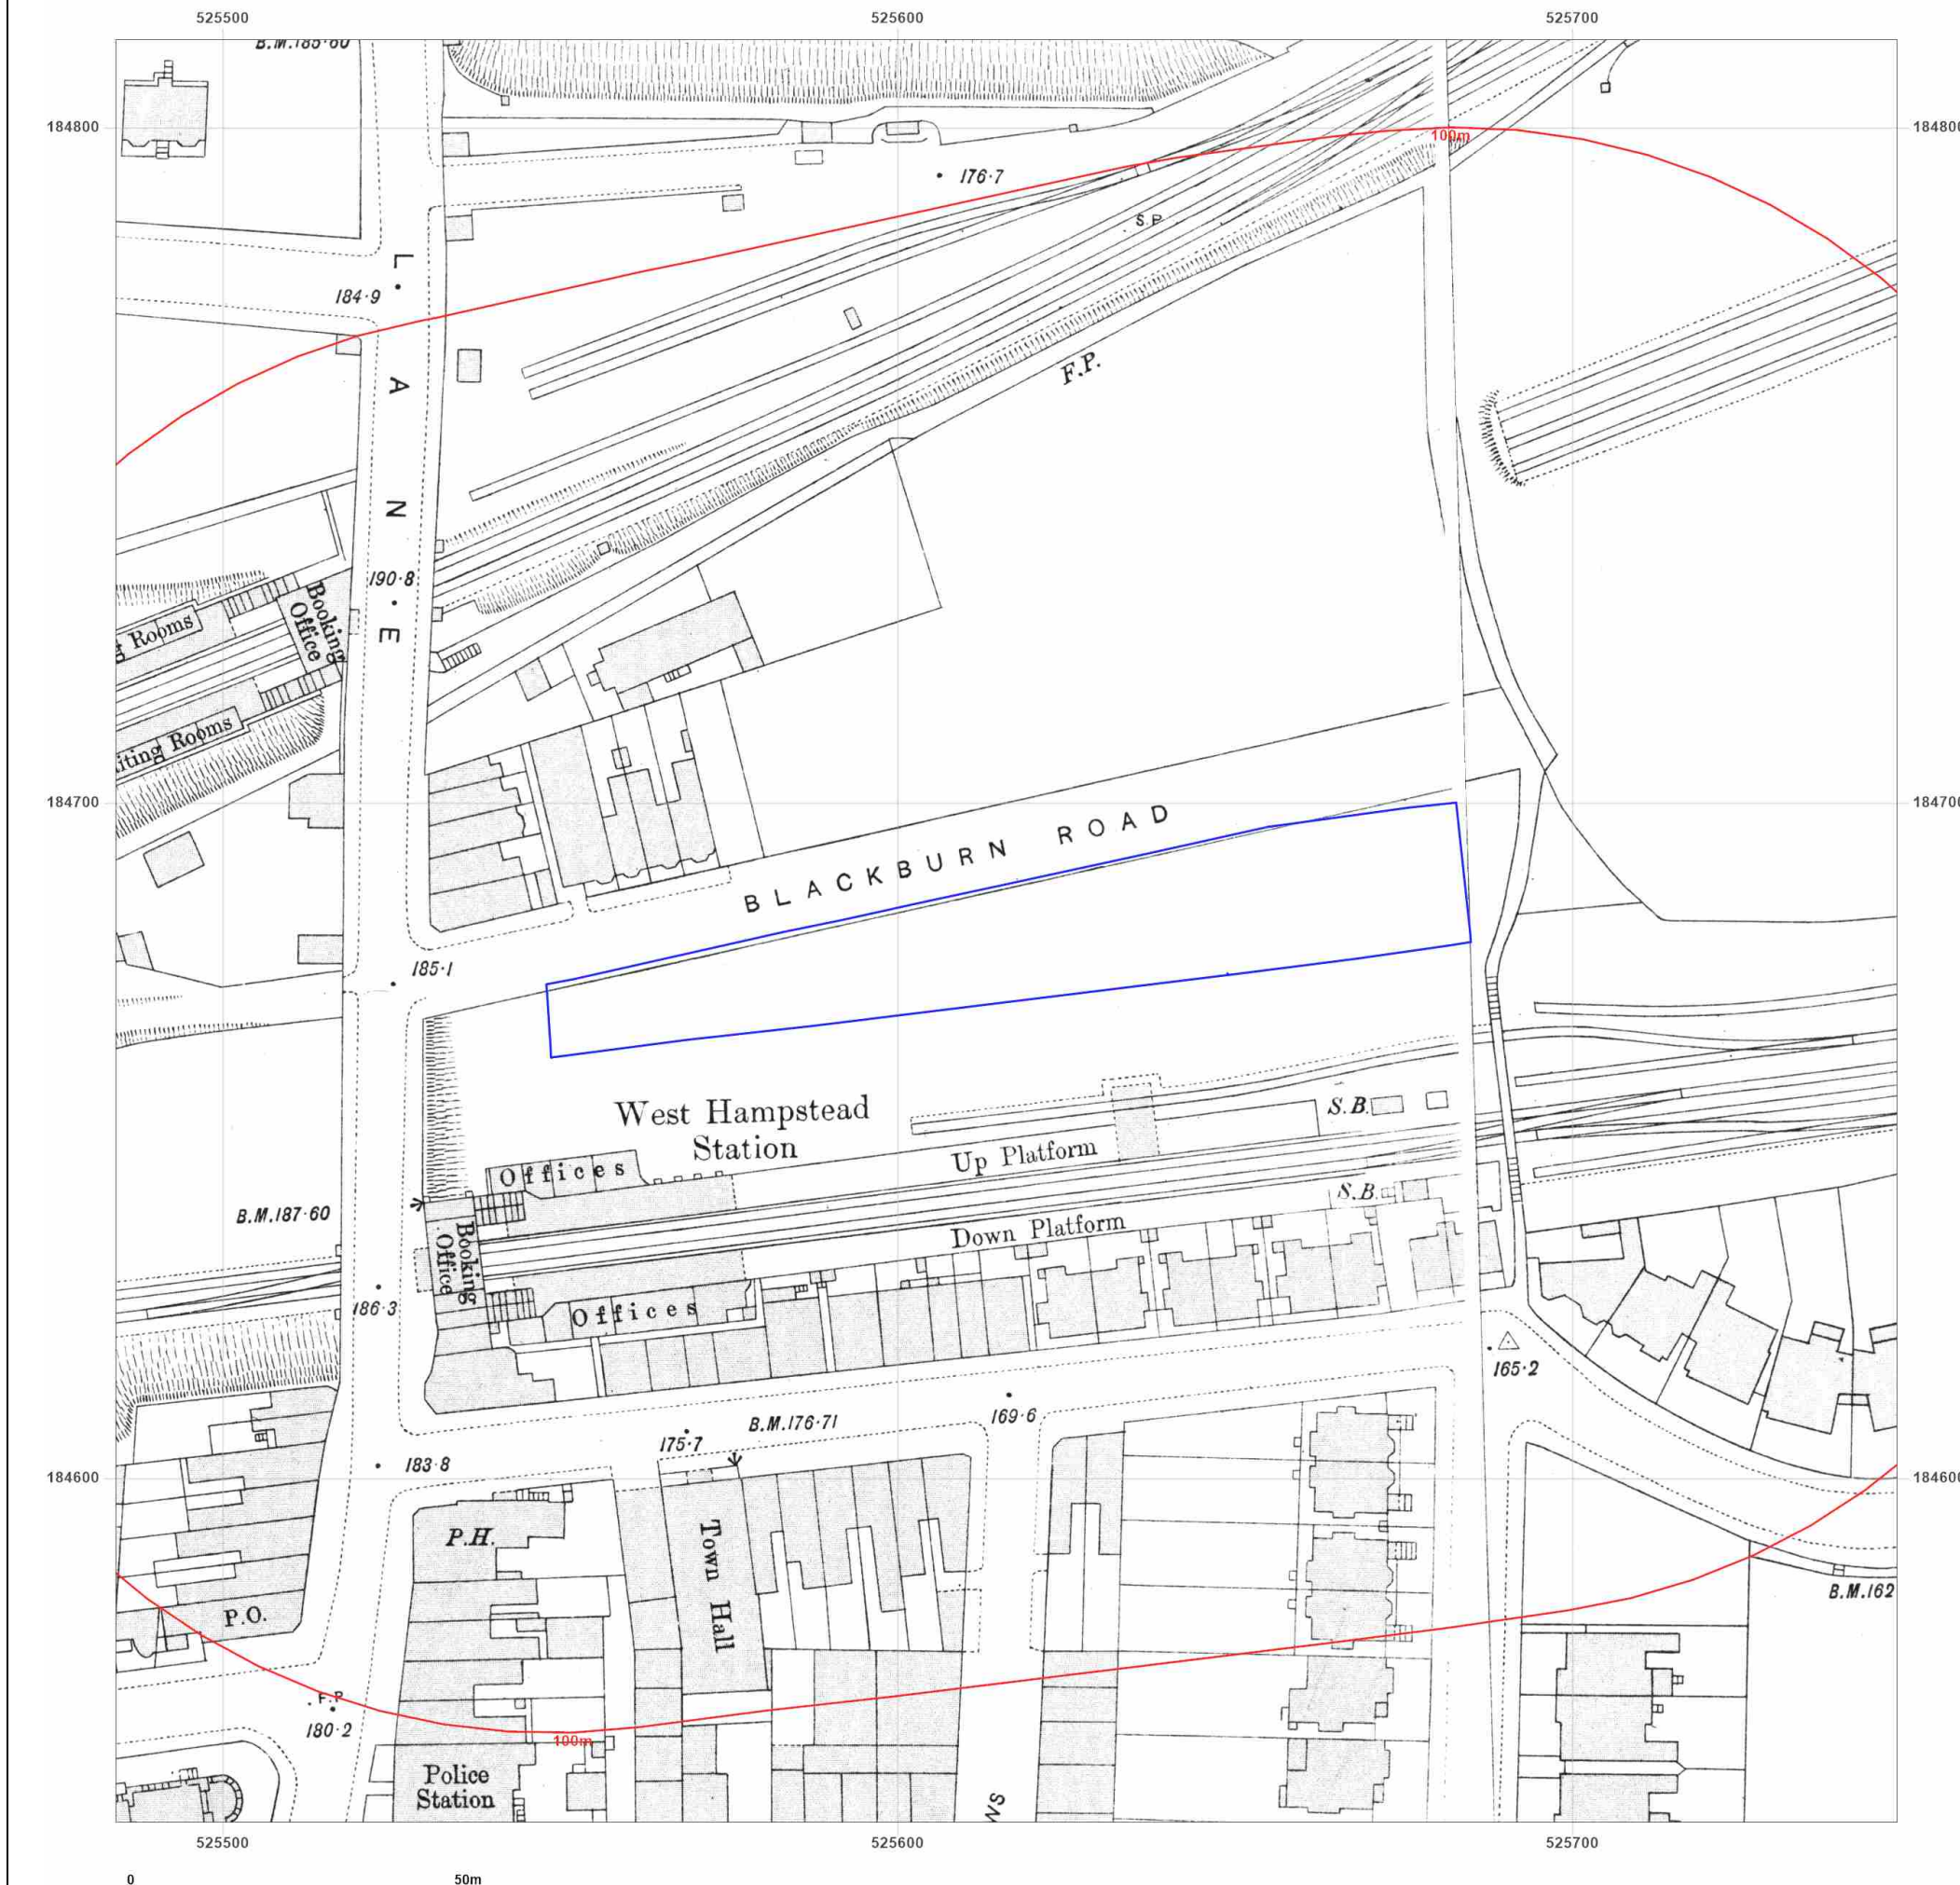 525500
525600
525700
B.M.185·60
184800
184800
100m
176·7
S.P.
L
184·9
F.P.
A
N
190·8
E
Booking
Office
Rooms
iting Rooms
184700
184700
BLACKBURN ROAD
185·1
West Hampstead
Station
S.B.
Up Platform
Offices
S.B.
B.M.187·60
Down Platform
Booking
Office
186·3
Offices
165·2
169·6
B.M.176·71
175·7
183·8
184600
184600
P.H.
Town Hall
B.M.162
P.O.
F.P.
180·2
100m
Police
Station
WS
525500
525600
525700
0
50m